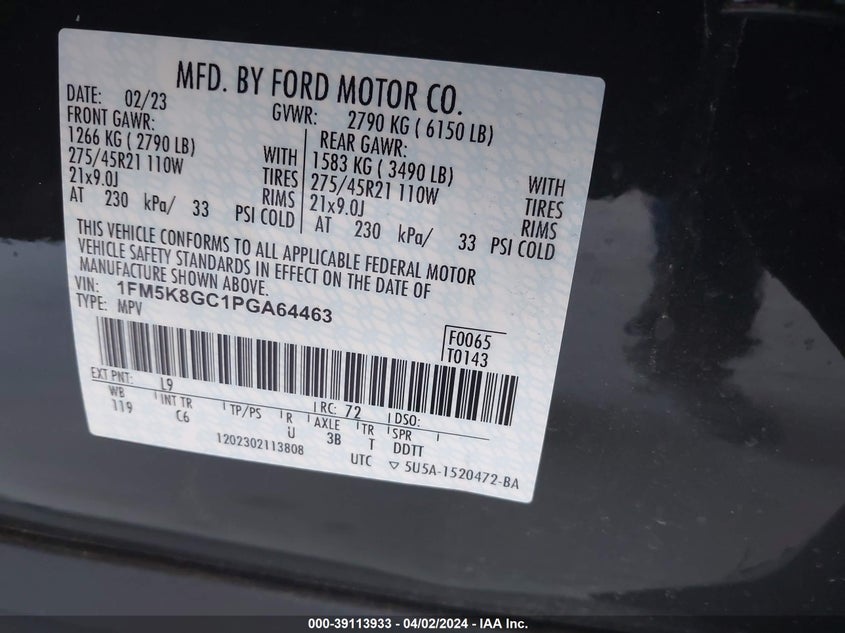 MFD. BY FORD MOTOR CO.
DATE: 02/23 GVWR: 2790 KG ( 6150 LB)
FRONT GAWR: REAR GAWR:
1266 KG ( 2790 LB) WITH 1583 KG ( 3490 LB) WITH
275/45R21 110W TIRES 275/45R21 110W TIRES
21x9.0J RIMS 21x9.0J RIMS
AT 230 kPa/ 33 PSI COLD AT 230 kPa/ 33 PSI COLD
THIS VEHICLE CONFORMS TO ALL APPLICABLE FEDERAL MOTOR
VEHICLE SAFETY STANDARDS IN EFFECT ON THE DATE OF
MANUFACTURE SHOWN ABOVE.
VIN: 1FM5K8GC1PGA64463
TYPE: MPV
F0065
T0143
EXT PNT: L9 RC: 72 DSO:
WB INT TR TP/PS R AXLE TR SPR
119 C6 U 3B T DDTT
1202302113808 UTC ▽ 5U5A-1520472-BA
000-39113933 - 04/02/2024 - IAA Inc.